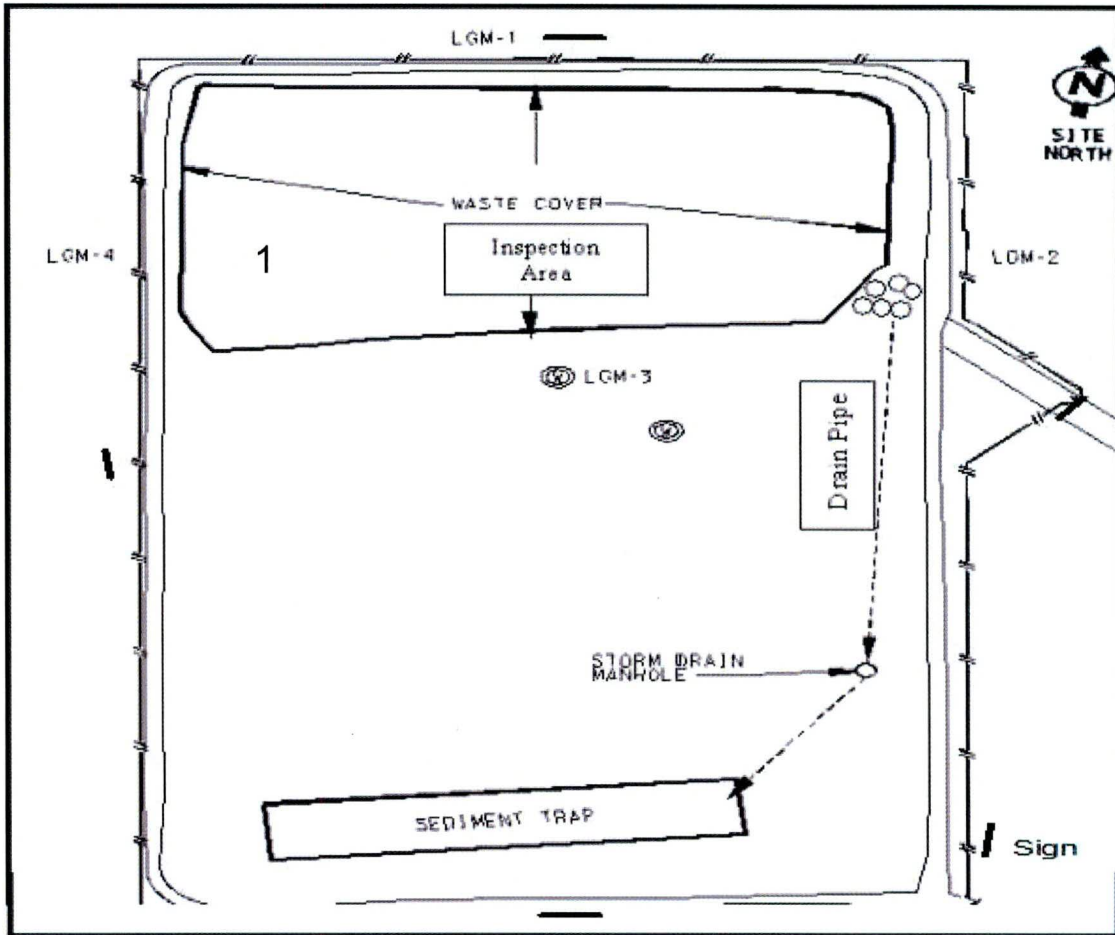 LGM-1
N
SITE
NORTH
WASTE COVER
LGM-4
1
Inspection
Area
LGM-2
LGM-3
Drain Pipe
STORM DRAIN
MANHOLE
SEDIMENT TRAP
Sign